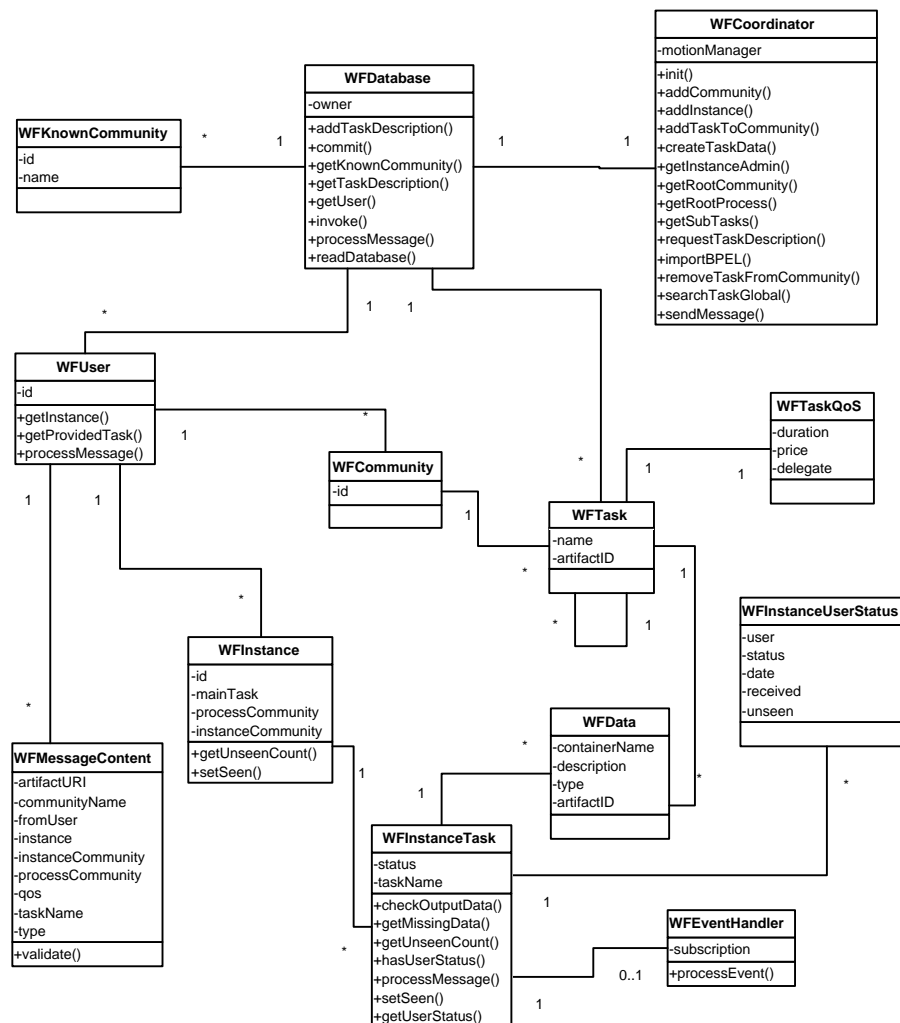 WFCoordinator
-motionManager
+init()
+addCommunity()
+addInstance()
+addTaskToCommunity()
+createTaskData()
+getInstanceAdmin()
+getRootCommunity()
+getRootProcess()
+getSubTasks()
+requestTaskDescription()
+importBPEL()
+removeTaskFromCommunity()
+searchTaskGlobal()
+sendMessage()
WFDatabase
-owner
+addTaskDescription()
+commit()
+getKnownCommunity()
+getTaskDescription()
+getUser()
+invoke()
+processMessage()
+readDatabase()
WFKnownCommunity
-id
-name
*
1
1
1
*
1
1
WFUser
-id
+getInstance()
+getProvidedTask()
+processMessage()
1
*
1
1
WFCommunity
-id
1
*
*
WFTaskQoS
-duration
-price
-delegate
1
1
WFTask
-name
-artifactID
1
*
1
*
WFInstance
-id
-mainTask
-processCommunity
-instanceCommunity
+getUnseenCount()
+setSeen()
1
*
WFInstanceUserStatus
-user
-status
-date
-received
-unseen
*
WFData
-containerName
-description
-type
-artifactID
*
*
1
*
WFMessageContent
-artifactURI
-communityName
-fromUser
-instance
-instanceCommunity
-processCommunity
-qos
-taskName
-type
+validate()
WFInstanceTask
-status
-taskName
+checkOutputData()
+getMissingData()
+getUnseenCount()
+hasUserStatus()
+processMessage()
+setSeen()
+getUserStatus()
1
1
0..1
WFEventHandler
-subscription
+processEvent()